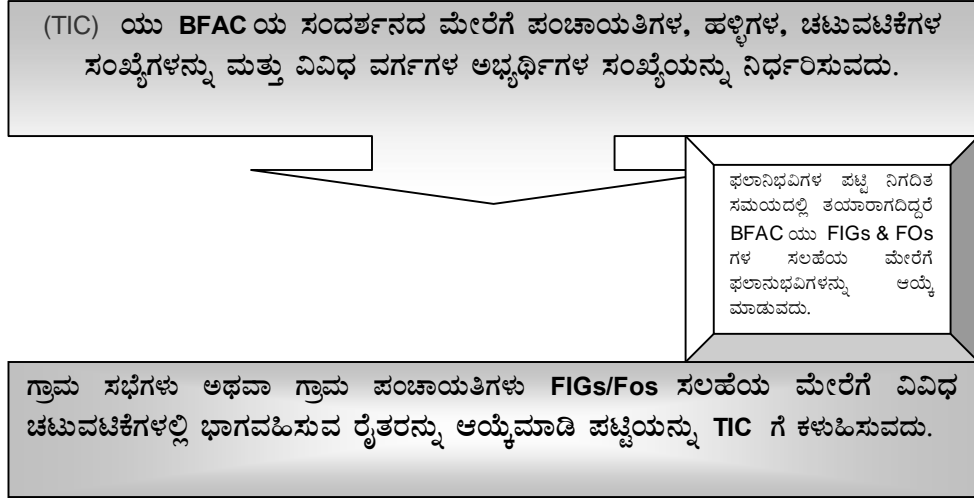 (TIC) ಯು BFAC ಯ ಸಂದರ್ಶನದ ಮೇರೆಗೆ ಪಂಚಾಯತಿಗಳ, ಹಳ್ಳಿಗಳ, ಚಟುವಟಿಕೆಗಳ
ಸಂಖ್ಯೆಗಳನ್ನು ಮತ್ತು ವಿವಿಧ ವರ್ಗಗಳ ಅಭ್ಯರ್ಥಿಗಳ ಸಂಖ್ಯೆಯನ್ನು ನಿರ್ಧರಿಸುವದು.
ಫಲಾನಿಭವಿಗಳ ಪಟ್ಟಿ ನಿಗದಿತ
ಸಮಯದಲ್ಲಿ ತಯಾರಾಗದಿದ್ದರೆ
BFAC ಯು FIGs & FOs
ಗಳ ಸಲಹೆಯ ಮೇರೆಗೆ
ಫಲಾನುಭವಿಗಳನ್ನು ಆಯ್ಕೆ
ಮಾಡುವದು.
ಗ್ರಾಮ ಸಭೆಗಳು ಅಥವಾ ಗ್ರಾಮ ಪಂಚಾಯತಿಗಳು FIGs/Fos ಸಲಹೆಯ ಮೇರೆಗೆ ವಿವಿಧ
ಚಟುವಟಿಕೆಗಳಲ್ಲಿ ಭಾಗವಹಿಸುವ ರೈತರನ್ನು ಆಯ್ಕೆಮಾಡಿ ಪಟ್ಟಿಯನ್ನು TIC ಗೆ ಕಳುಹಿಸುವದು.